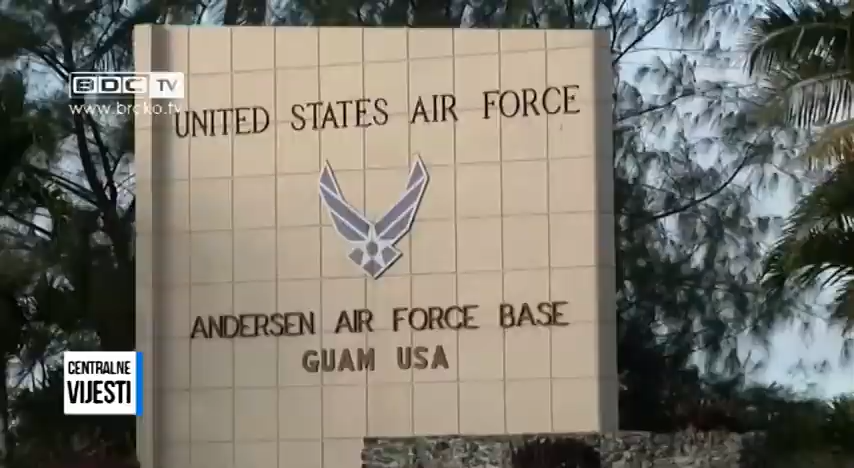 BDC TV
www.brcko.tv
UNITED STATES AIR FORCE
ANDERSEN AIR FORCE BASE
GUAM USA
CENTRALNE
VIJESTI